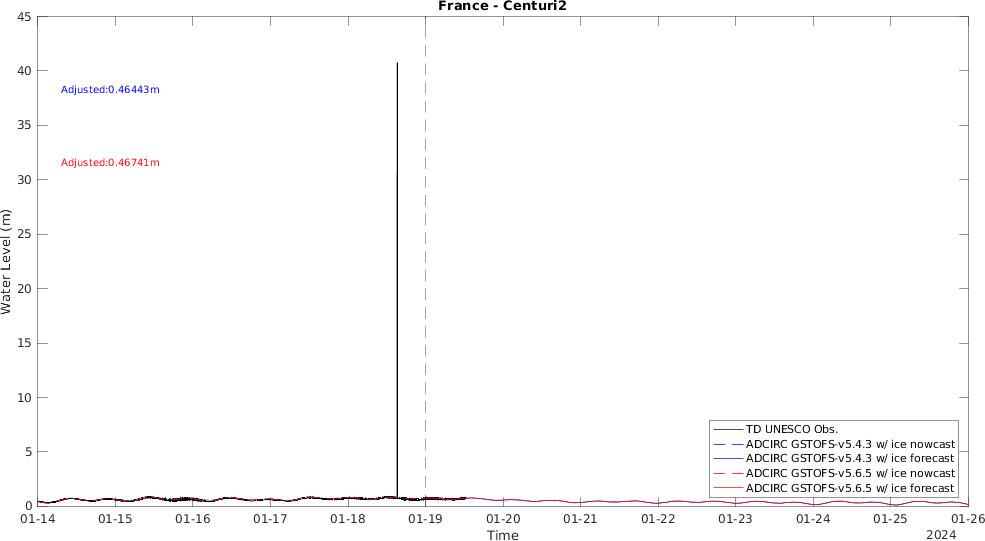 France - Centuri2
45
40
35
30
25
20
15
10
5
0
Water Level (m)
Adjusted:0.46443m
Adjusted:0.46741m
TD UNESCO Obs.
ADCIRC GSTOFS-v5.4.3 w/ ice nowcast
ADCIRC GSTOFS-v5.4.3 w/ ice forecast
ADCIRC GSTOFS-v5.6.5 w/ ice nowcast
ADCIRC GSTOFS-v5.6.5 w/ ice forecast
01-14 01-15 01-16 01-17 01-18 01-19 01-20 01-21 01-22 01-23 01-24 01-25 01-26
Time
2024